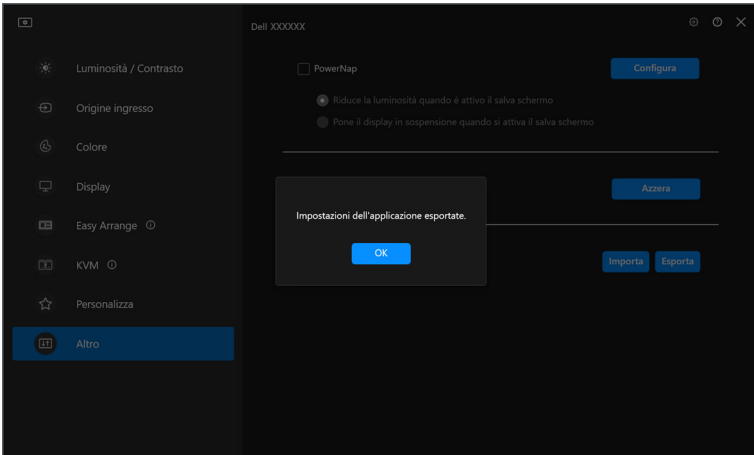 Dell XXXXXX
Luminosità / Contrasto
PowerNap
Configura
Origine ingresso
Riduce la luminosità quando è attivo il salva schermo
Pone il display in sospensione quando si attiva il salva schermo
Colore
Display
Azzera
Easy Arrange
Impostazioni dell'applicazione esportate.
OK
KVM
Importa
Esporta
Personalizza
Altro